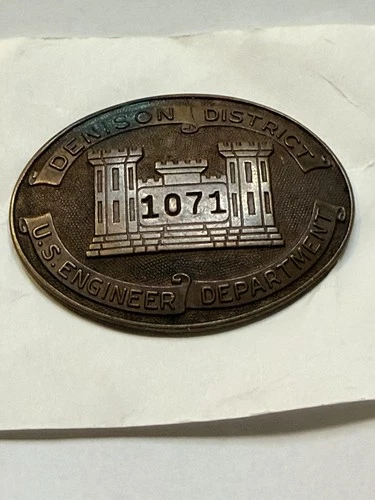 DENISON DISTRICT
1071
U.S. ENGINEER DEPARTMENT